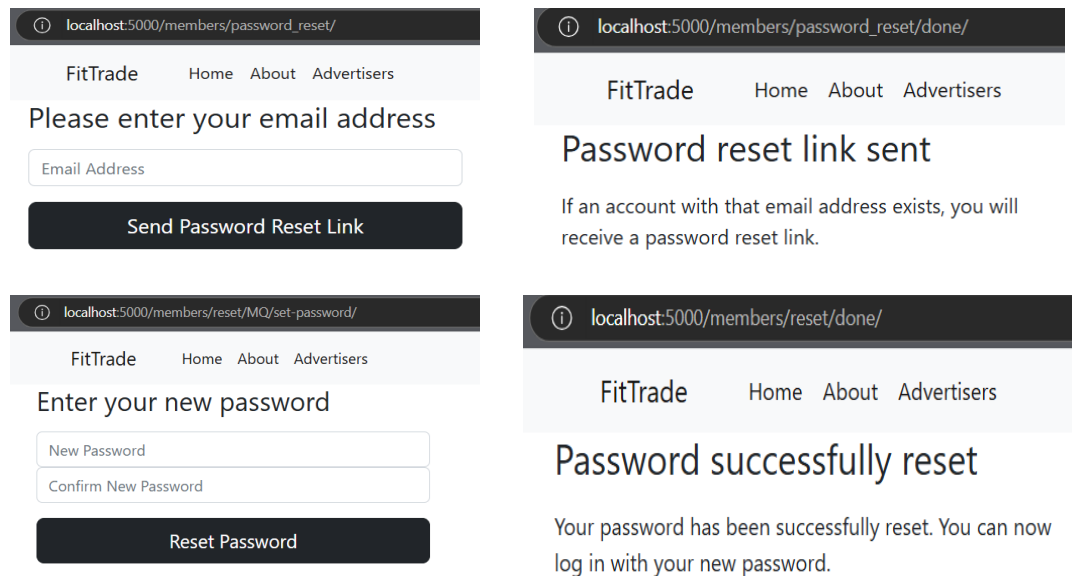 localhost:5000/members/password_reset/
FitTrade Home About Advertisers
Please enter your email address
Email Address
Send Password Reset Link
localhost:5000/members/password_reset/done/
FitTrade Home About Advertisers
Password reset link sent
If an account with that email address exists, you will
receive a password reset link.
localhost:5000/members/reset/MQ/set-password/
FitTrade Home About Advertisers
Enter your new password
New Password
Confirm New Password
Reset Password
localhost:5000/members/reset/done/
FitTrade Home About Advertisers
Password successfully reset
Your password has been successfully reset. You can now
log in with your new password.